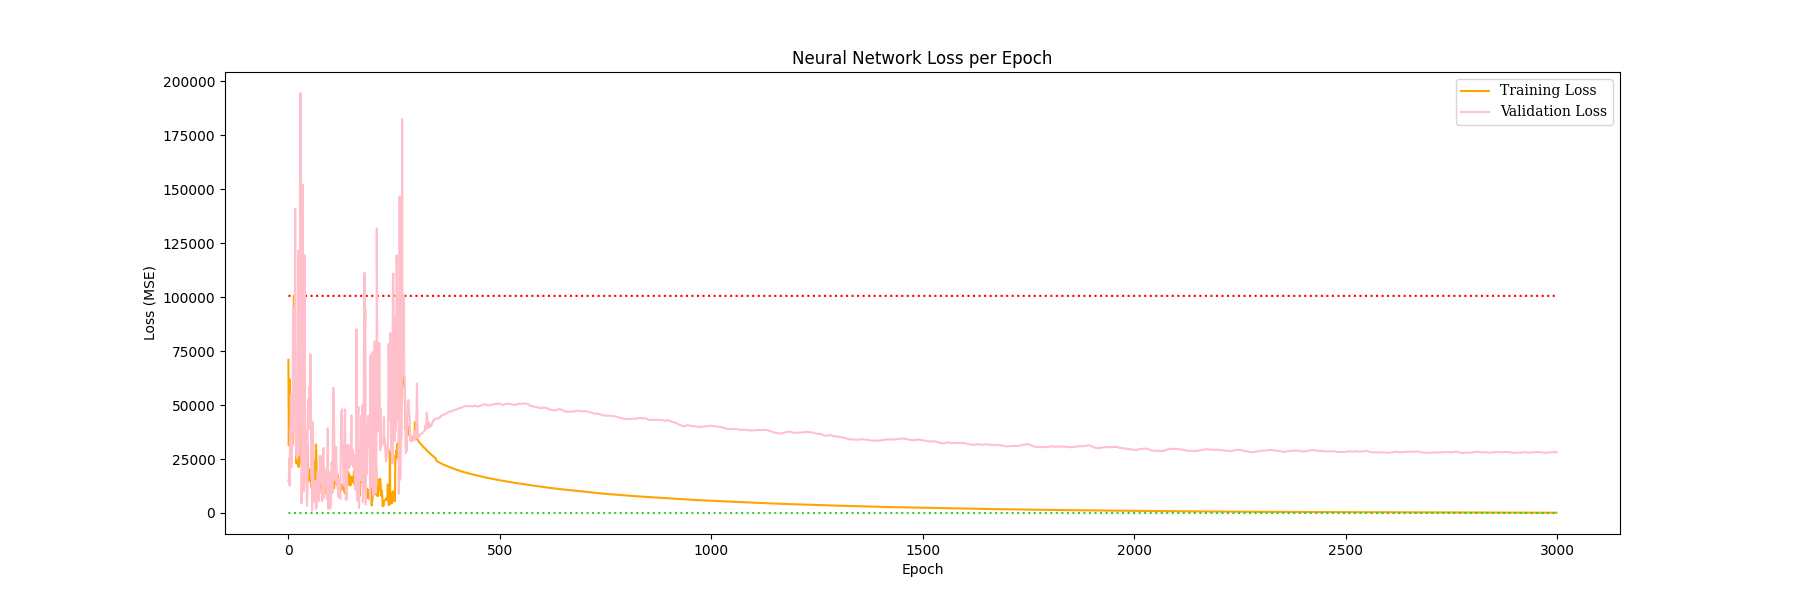 Neural Network Loss per Epoch
Training Loss
Validation Loss
200000
175000
150000
125000
100000
75000
50000
25000
0
Loss (MSE)
0 500 1000 1500 2000 2500 3000
Epoch